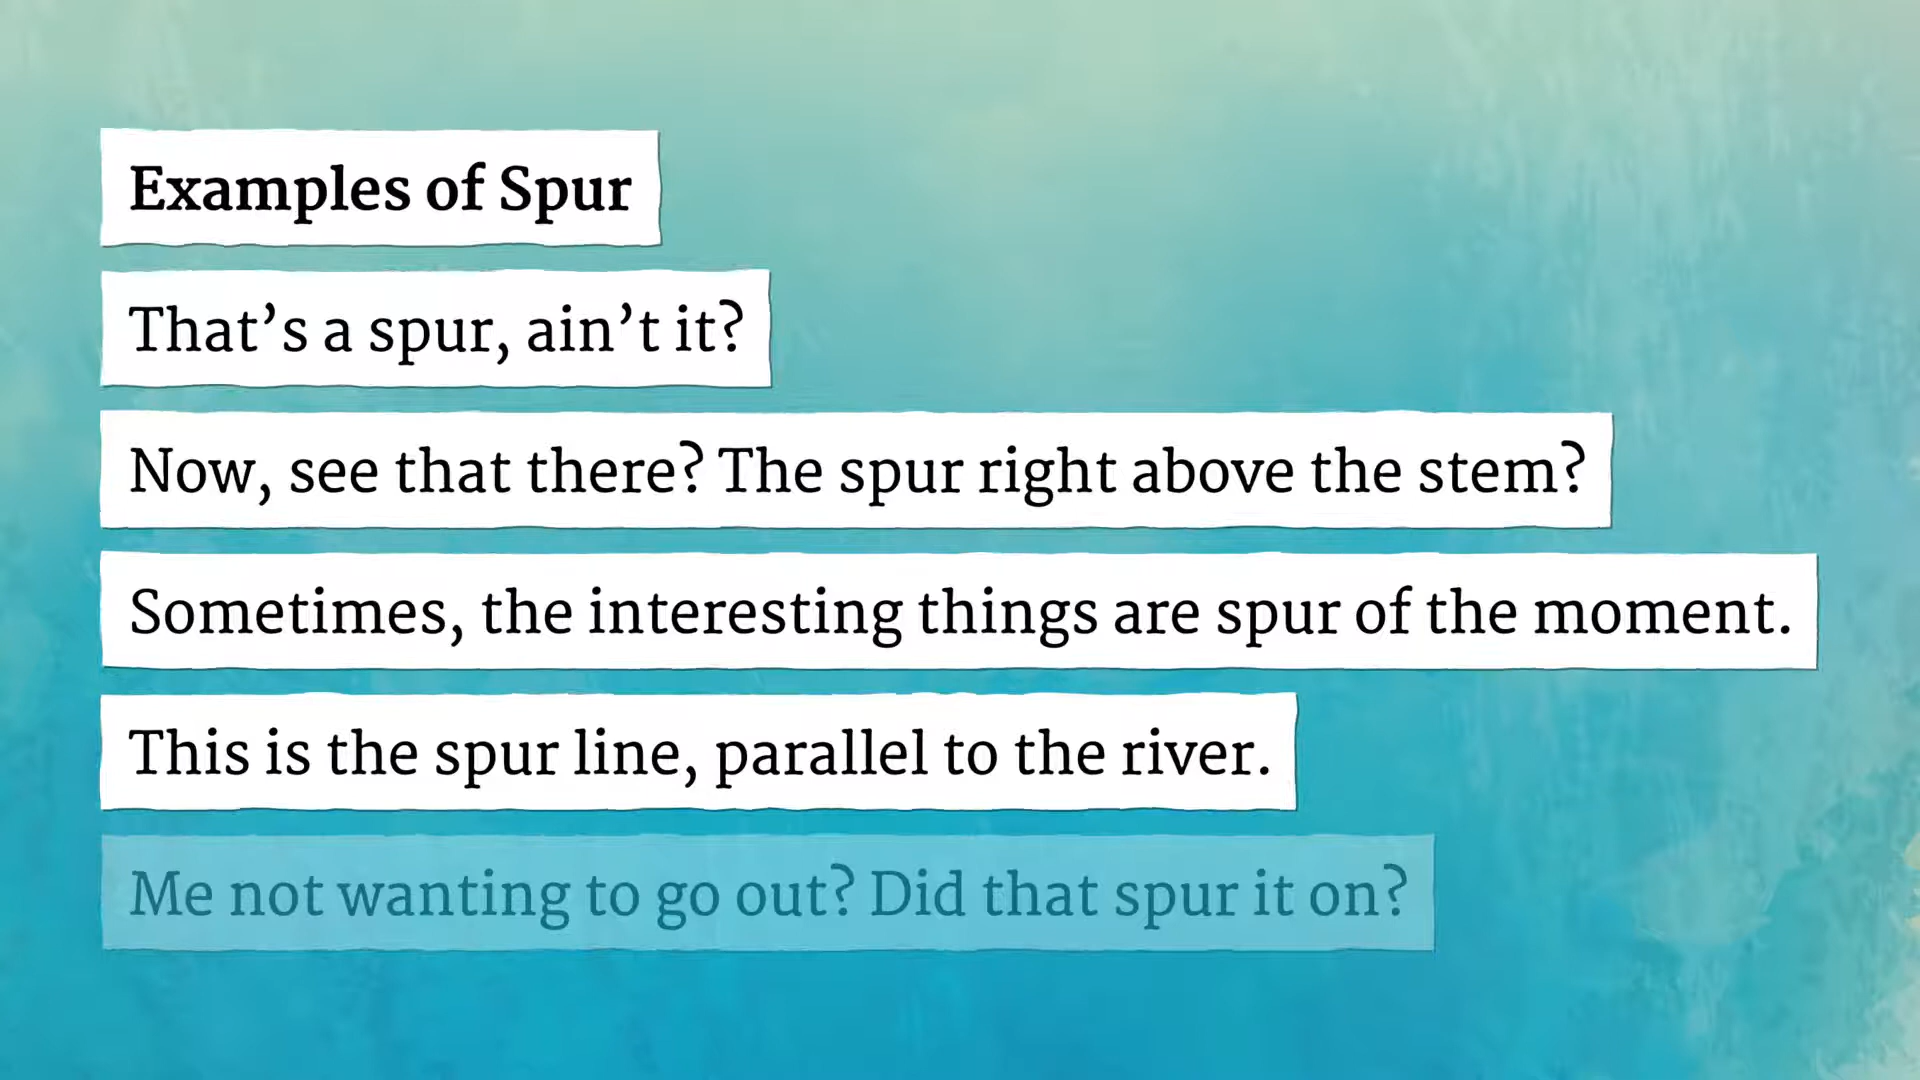 Examples of Spur
That’s a spur, ain’t it?
Now, see that there? The spur right above the stem?
Sometimes, the interesting things are spur of the moment.
This is the spur line, parallel to the river.
Me not wanting to go out? Did that spur it on?